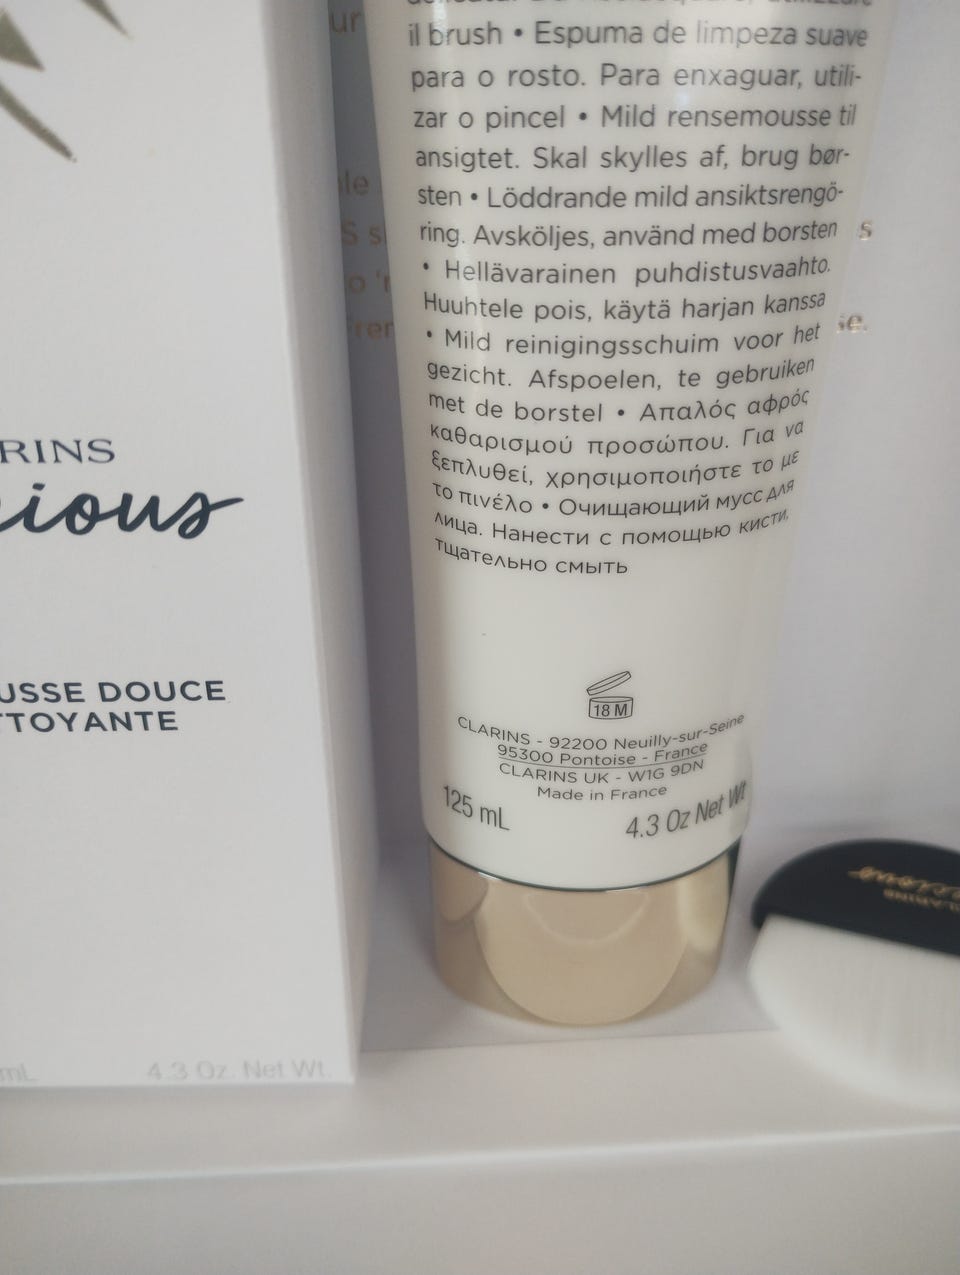 il brush • Espuma de limpeza suave
para o rosto. Para enxaguar, utili-
zar o pincel • Mild rensemousse til
ansigtet. Skal skylles af, brug bør-
sten • Löddrande mild ansiktsrengö-
ring. Avsköljes, använd med borsten
• Hellävarainen puhdistusvaahto.
Huuhtele pois, käytä harjan kanssa
• Mild reinigingsschuim voor het
gezicht. Afspoelen, te gebruiken
met de borstel • Απαλός αφρός
καθαρισμού προσώπου. Για να
ξεπλυθεί, χρησιμοποιήστε το με
το πινέλο • Очищающий мусс для
лица. Нанести с помощью кисти,
тщательно смыть
18 M
CLARINS - 92200 Neuilly-sur-Seine
95300 Pontoise - France
CLARINS UK - W1G 9DN
Made in France
125 mL 4.3 Oz Net Wt
RINS
cious
USSE DOUCE
TTOYANTE
mL 4.3 Oz. Net Wt.